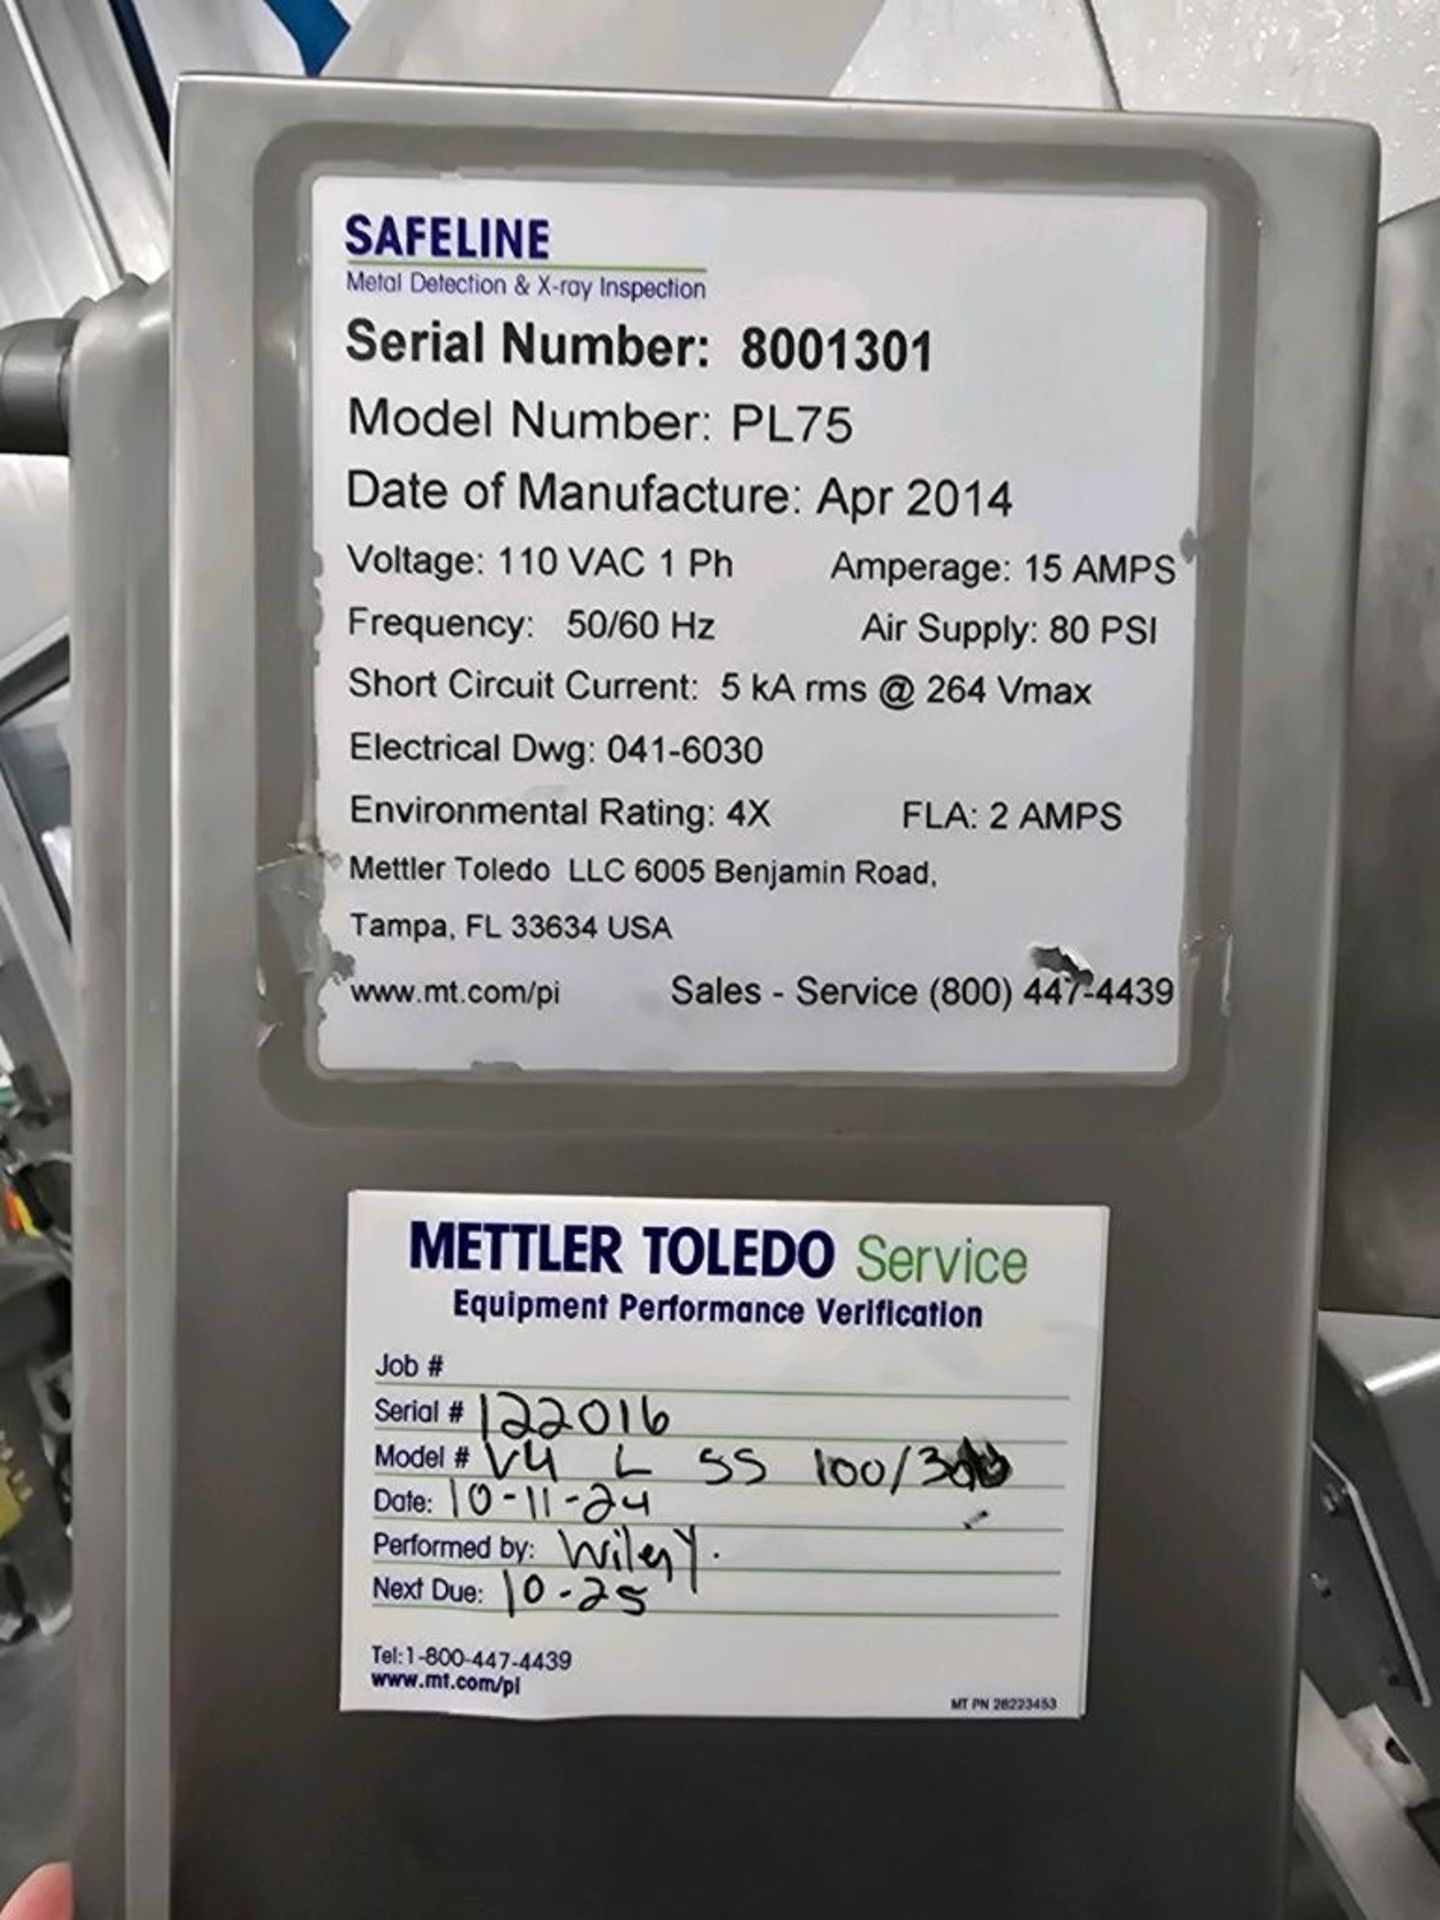 SAFELINE
Metal Detection & X-ray Inspection
Serial Number: 8001301
Model Number: PL75
Date of Manufacture: Apr 2014
Voltage: 110 VAC 1 Ph Amperage: 15 AMPS
Frequency: 50/60 Hz Air Supply: 80 PSI
Short Circuit Current: 5 kA rms @ 264 Vmax
Electrical Dwg: 041-6030
Environmental Rating: 4X FLA: 2 AMPS
Mettler Toledo LLC 6005 Benjamin Road,
Tampa, FL 33634 USA
www.mt.com/pi Sales - Service (800) 447-4439
METTLER TOLEDO Service
Equipment Performance Verification
Job #
Serial # 122016
Model # V4 L SS
Date: 10-11-24
Performed by: Wiley.
Next Due: 10-25
Tel:1-800-447-4439
www.mt.com/pi
MT PN 28223453